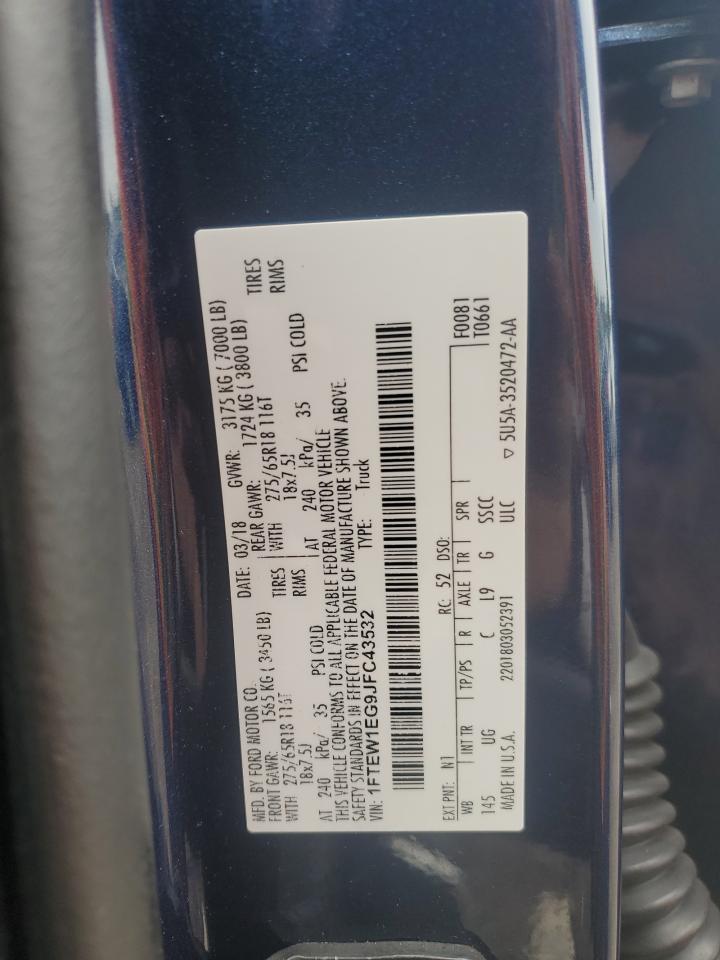 MFD. BY FORD MOTOR CO. DATE: 03/18 GVWR: 3175 KG ( 7000 LB)
FRONT GAWR: 1565 KG ( 3450 LB) REAR GAWR: 1724 KG ( 3800 LB)
WITH 275/65R18 116T TIRES WITH 275/65R18 116T TIRES
18x7.5J RIMS 18x7.5J RIMS
AT 240 kPa/ 35 PSI COLD AT 240 kPa/ 35 PSI COLD
THIS VEHICLE CONFORMS TO ALL APPLICABLE FEDERAL MOTOR VEHICLE
SAFETY STANDARDS IN EFFECT ON THE DATE OF MANUFACTURE SHOWN ABOVE.
VIN: 1FTEW1EG9JFC43532 TYPE: Truck
EXT PNT: N1 RC: 52 DSO: F0081
WB INT TR TP/PS R AXLE TR SPR T0661
145 UG C L9 G SSCC
MADE IN U.S.A. 2201803052391 UILC ▽ 5U5A-3520472-AA